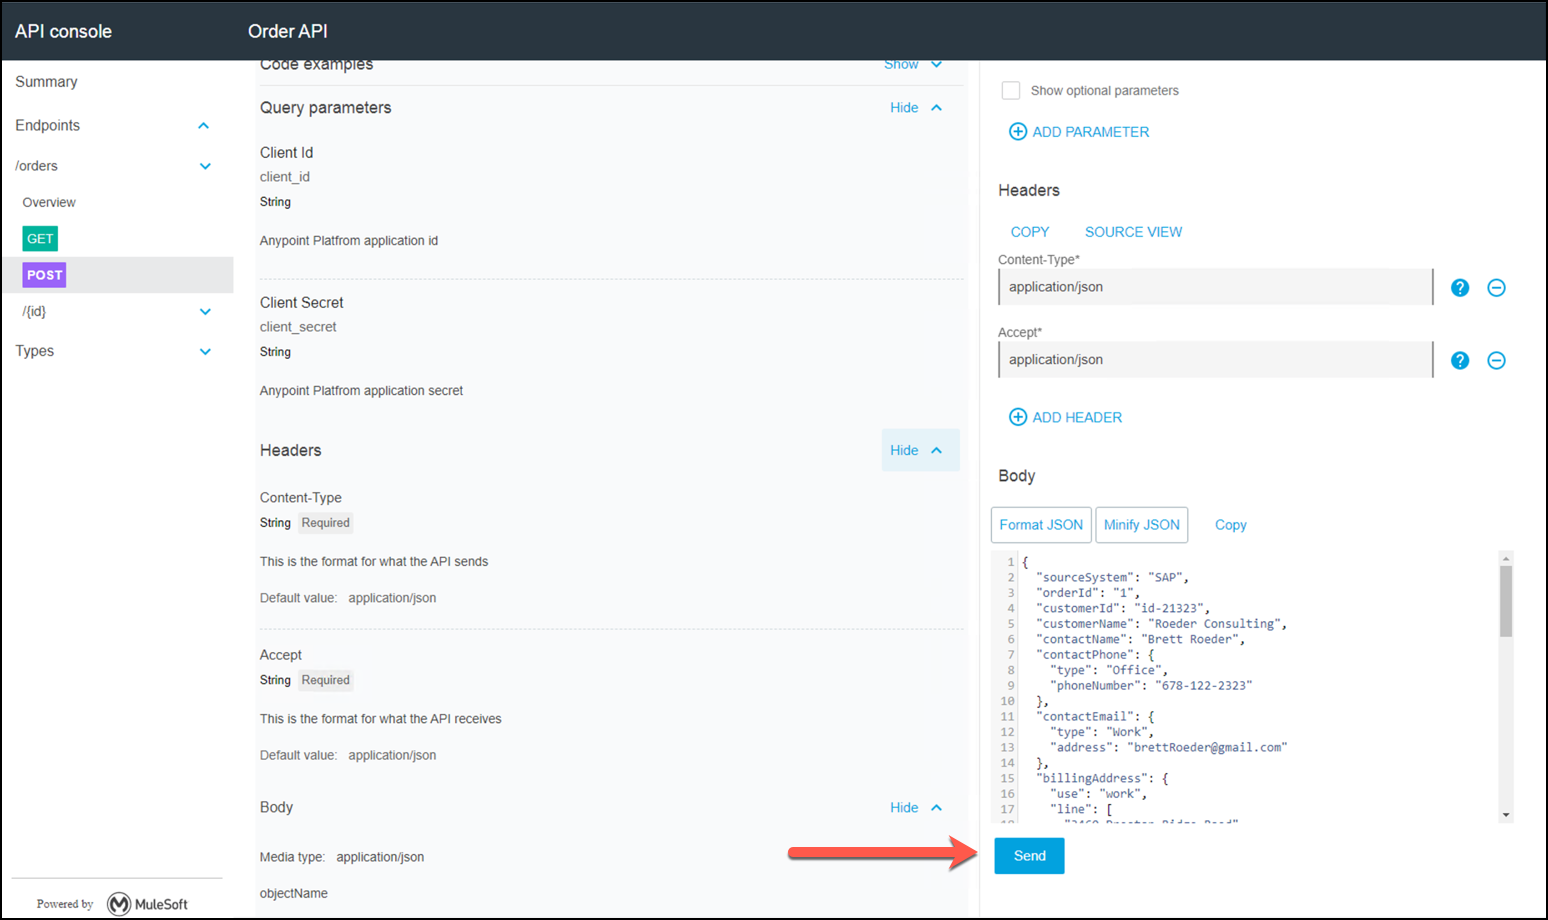 API console
Order API
Summary
Endpoints
/orders
Overview
GET
POST
/{id}
Types
Powered by MuleSoft
Code examples Show
Query parameters Hide
Client Id
client_id
String
Anypoint Platfrom application id
Client Secret
client_secret
String
Anypoint Platfrom application secret
Headers Hide
Content-Type
String Required
This is the format for what the API sends
Default value: application/json
Accept
String Required
This is the format for what the API receives
Default value: application/json
Body Hide
Media type: application/json
objectName
Show optional parameters
ADD PARAMETER
Headers
COPY SOURCE VIEW
Content-Type*
application/json
Accept*
application/json
ADD HEADER
Body
Format JSON Minify JSON Copy
1 {
2 "sourceSystem": "SAP",
3 "orderId": "1",
4 "customerId": "id-21323",
5 "customerName": "Roeder Consulting",
6 "contactName": "Brett Roeder",
7 "contactPhone": {
8 "type": "Office",
9 "phoneNumber": "678-122-2323"
10 },
11 "contactEmail": {
12 "type": "Work",
13 "address": "brettRoeder@gmail.com"
14 },
15 "billingAddress": {
16 "use": "work",
17 "line": [
Send